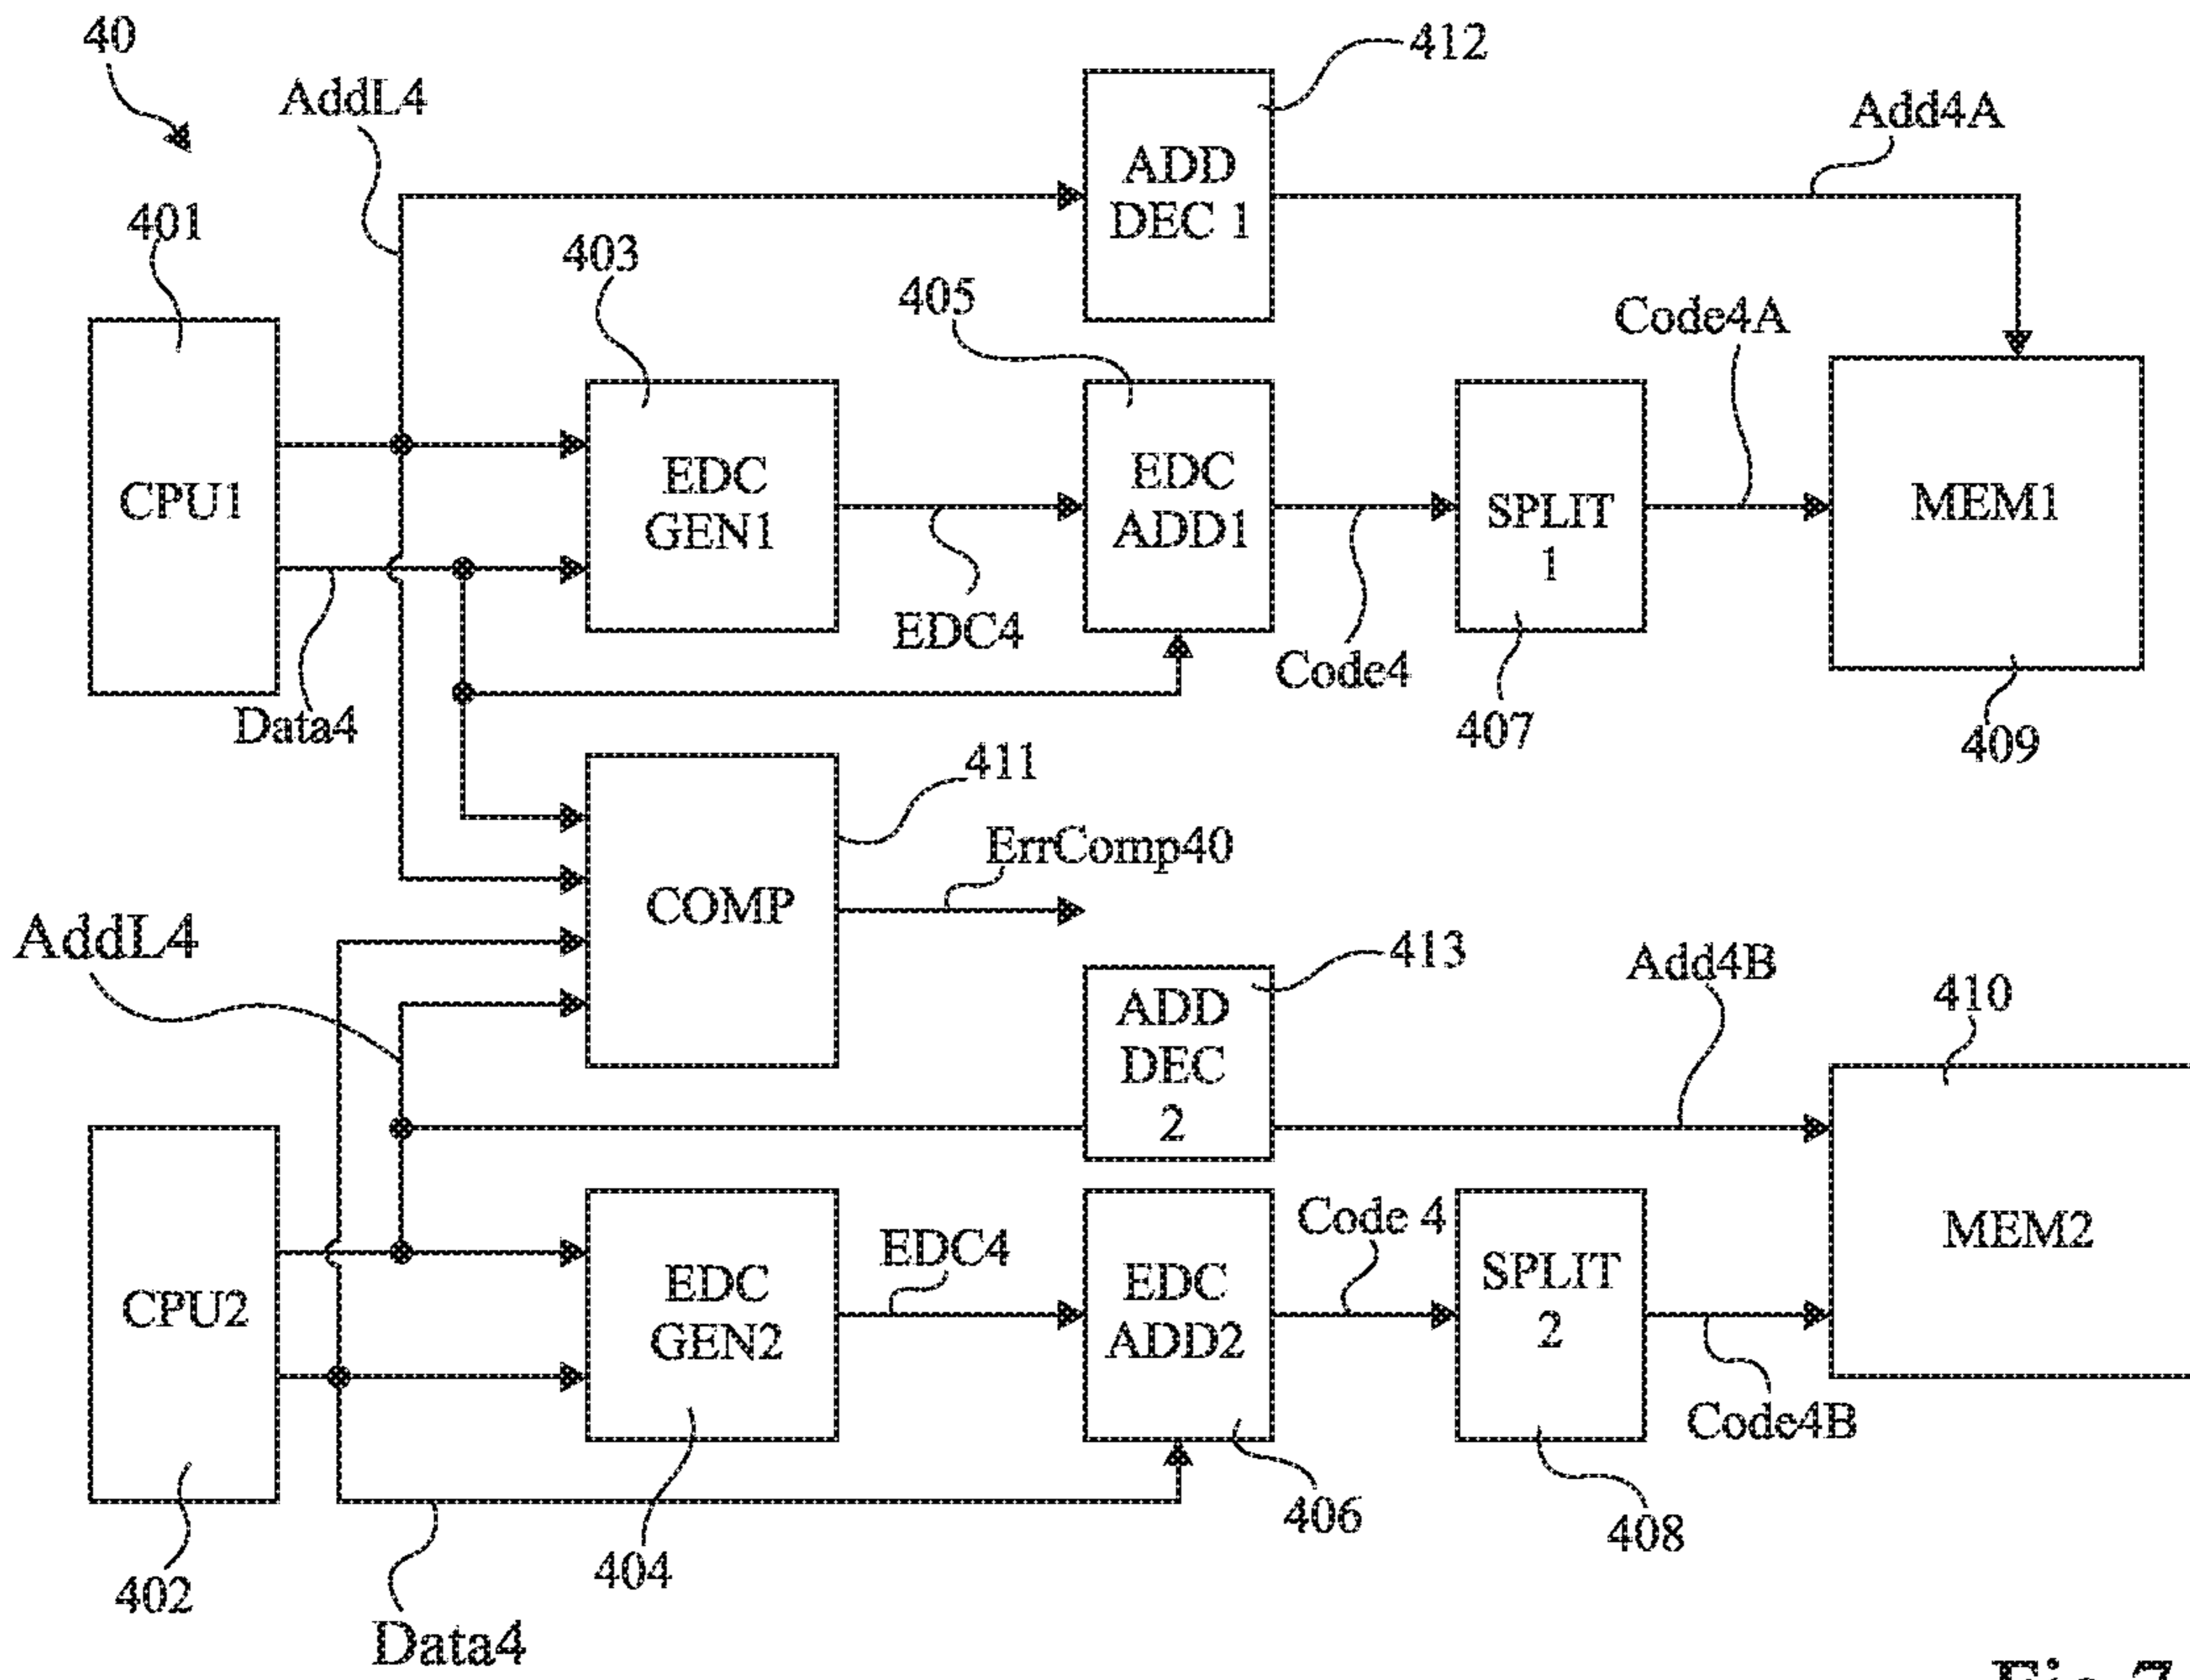 40
412
AddL4
Add4A
ADD
DEC 1
401
403
405
Code4A
CPU1
EDC
GEN1
EDC
ADD1
SPLIT
1
MEM1
EDC4
Code4
Data4
407
409
411
ErrComp40
COMP
AddL4
413
Add4B
410
ADD
DEC
2
CPU2
EDC
GEN2
EDC4
EDC
ADD2
Code 4
SPLIT
2
MEM2
Code4B
402
404
406
408
Data4